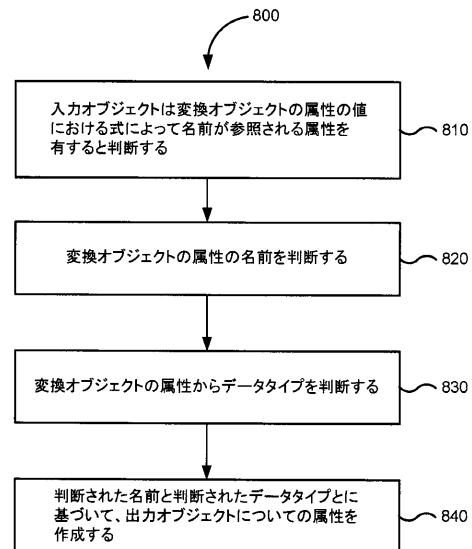 800
入力オブジェクトは変換オブジェクトの属性の値
における式によって名前が参照される属性を
有すると判断する
810
変換オブジェクトの属性の名前を判断する
820
変換オブジェクトの属性からデータタイプを判断する
830
判断された名前と判断されたデータタイプとに
基づいて、出力オブジェクトについての属性を
作成する
840